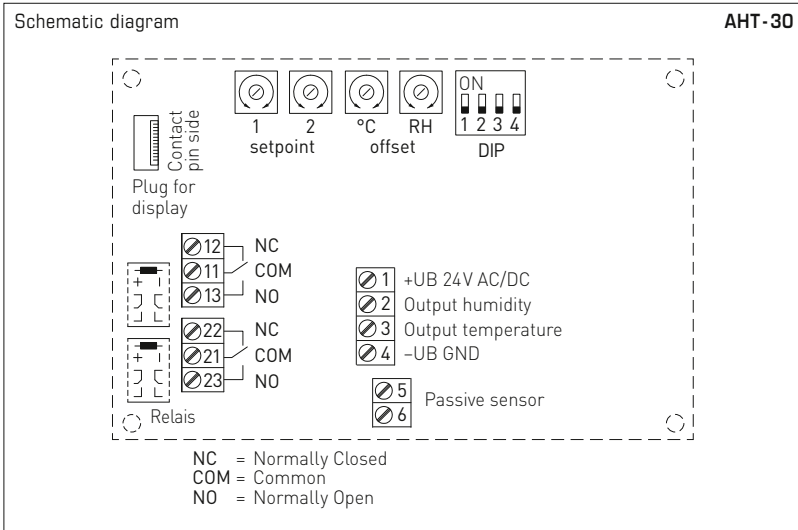 Schematic diagram
AHT-30
1 2
setpoint
°C RH
offset
ON
1 2 3 4
DIP
Contact
pin side
Plug for
display
12 NC
11 COM
13 NO
22 NC
21 COM
23 NO
+ –
+ –
Relais
1 +UB 24V AC/DC
2 Output humidity
3 Output temperature
4 –UB GND
5
6
Passive sensor
NC = Normally Closed
COM = Common
NO = Normally Open